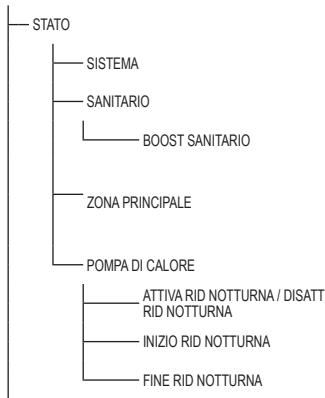 STATO
SISTEMA
SANITARIO
BOOST SANITARIO
ZONA PRINCIPALE
POMPA DI CALORE
ATTIVA RID NOTTURNA / DISATT
RID NOTTURNA
INIZIO RID NOTTURNA
FINE RID NOTTURNA